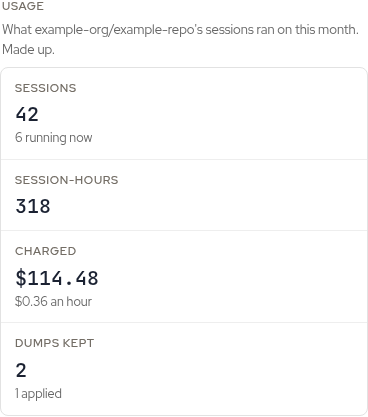 USAGE
What example-org/example-repo's sessions ran on this month.
Made up.
SESSIONS
42
6 running now
SESSION-HOURS
318
CHARGED
$114.48
$0.36 an hour
DUMPS KEPT
2
1 applied